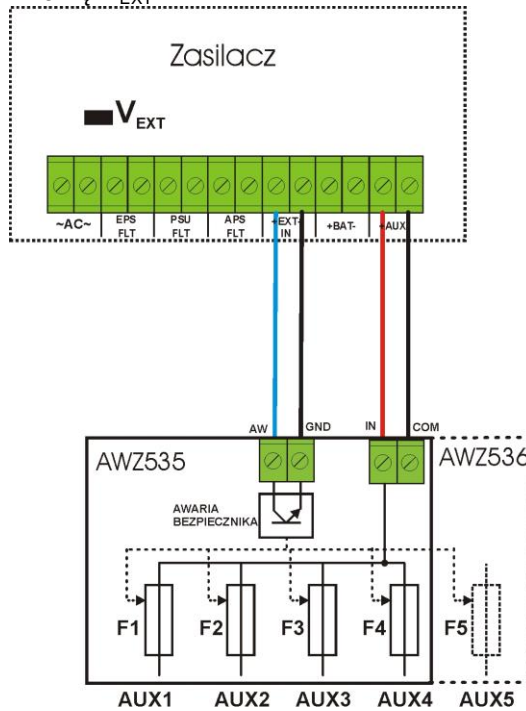 EXT
Zasilacz
VEXT
~AC~ EPS FLT PSU FLT APS FLT +EXT- IN +BAT- +AUX
AW GND IN COM
AWZ535 AWZ536
AWARIA
BEZPIECZNIKA
F1 F2 F3 F4 F5
AUX1 AUX2 AUX3 AUX4 AUX5